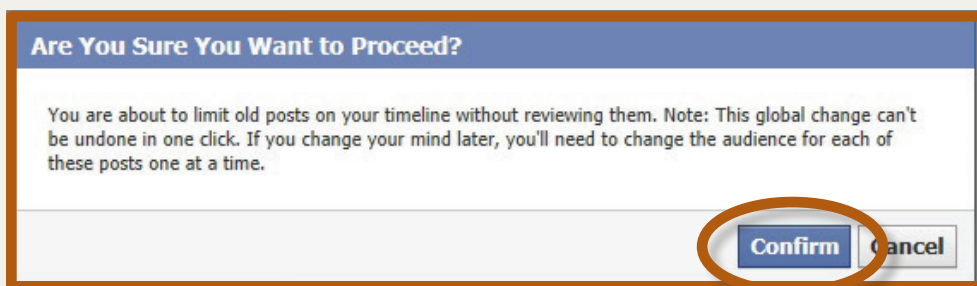 Are You Sure You Want to Proceed?
You are about to limit old posts on your timeline without reviewing them. Note: This global change can't
be undone in one click. If you change your mind later, you'll need to change the audience for each of
these posts one at a time.
Confirm Cancel